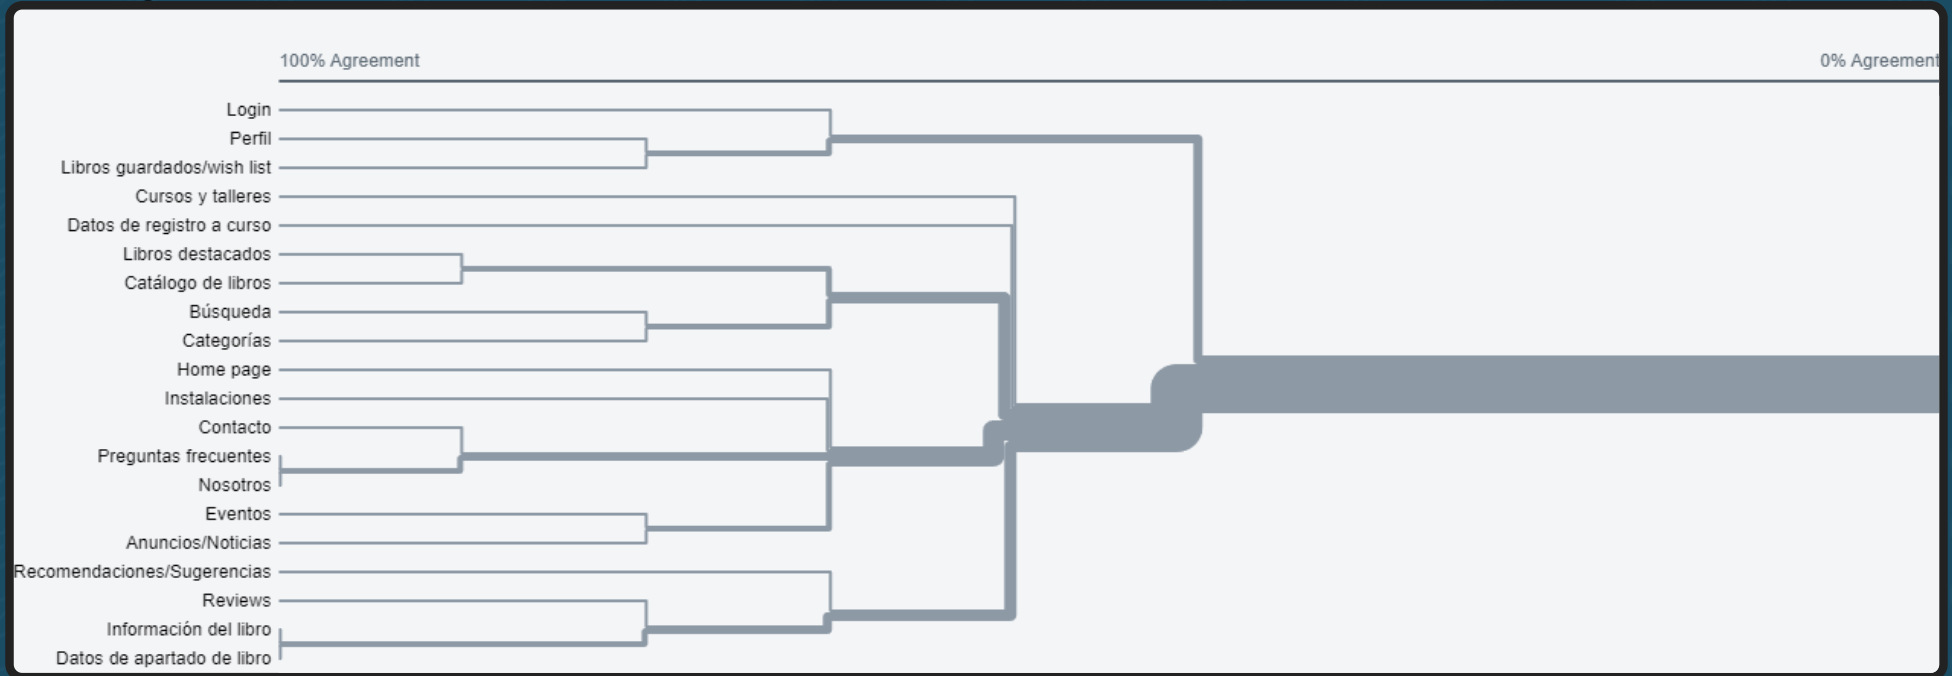 100% Agreement
0% Agreement
Login
Perfil
Libros guardados/wish list
Cursos y talleres
Datos de registro a curso
Libros destacados
Catálogo de libros
Búsqueda
Categorías
Home page
Instalaciones
Contacto
Preguntas frecuentes
Nosotros
Eventos
Anuncios/Noticias
Recomendaciones/Sugerencias
Reviews
Información del libro
Datos de apartado de libro